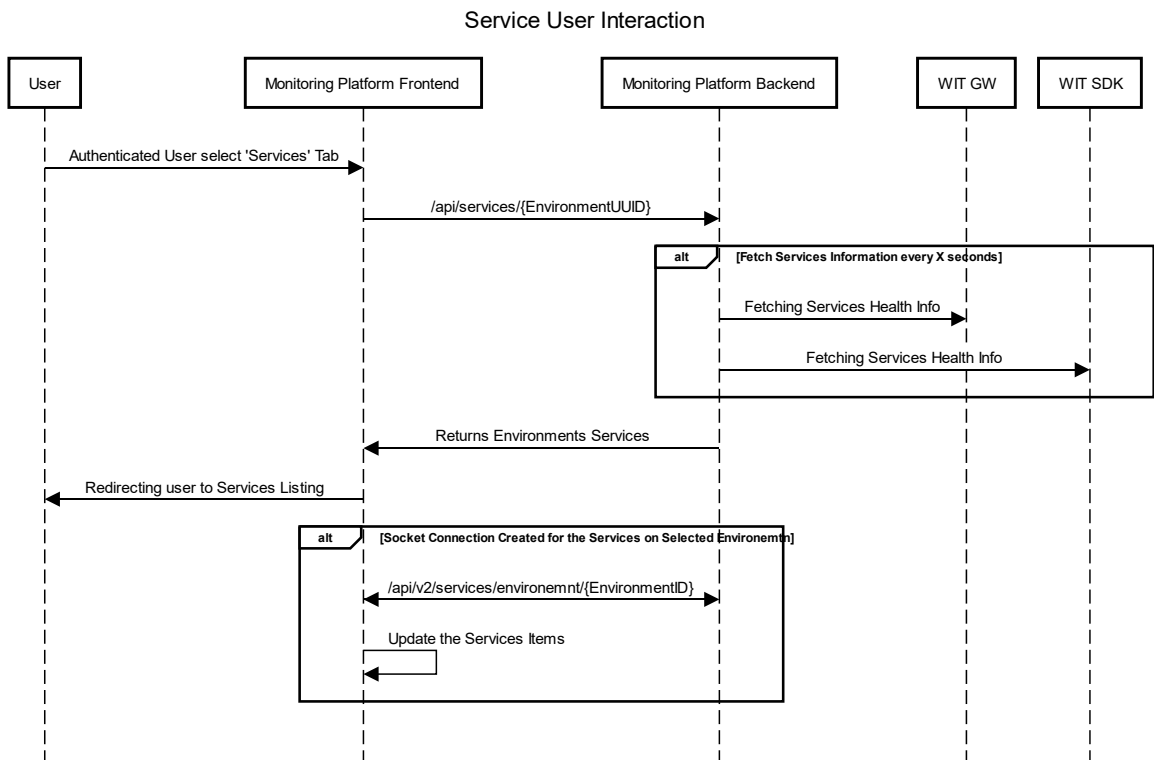 Service User Interaction
User
Monitoring Platform Frontend
Monitoring Platform Backend
WIT GW
WIT SDK
Authenticated User select 'Services' Tab
/api/services/{EnvironmentUUID}
alt
[Fetch Services Information every X seconds]
Fetching Services Health Info
Fetching Services Health Info
Returns Environments Services
Redirecting user to Services Listing
alt
[Socket Connection Created for the Services on Selected Environemtn]
/api/v2/services/environemnt/{EnvironmentID}
Update the Services Items